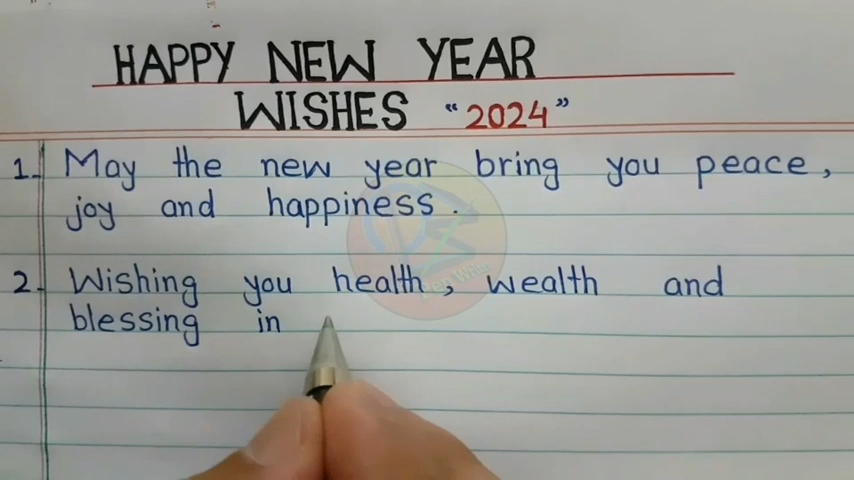 HAPPY NEW YEAR
WISHES "2024"
1. May the new year bring you peace,
joy and happiness.
2. Wishing you health, wealth and
blessing in